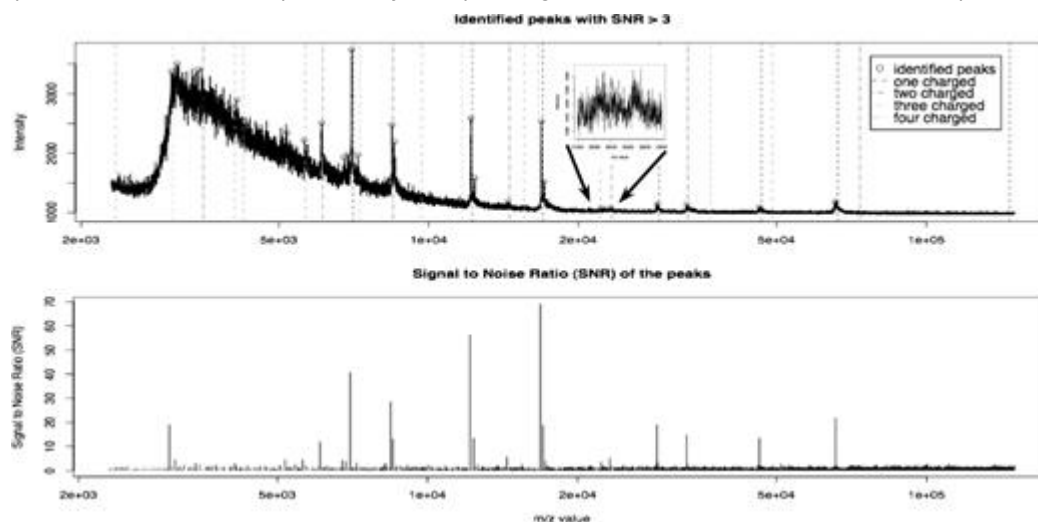 Identified peaks with SNR > 3
Intensity
3000
2000
1000
identified peaks
one charged
two charged
three charged
four charged
2e+03 5e+03 1e+04 2e+04 5e+04 1e+05
Signal to Noise Ratio (SNR) of the peaks
Signal to Noise Ratio (SNR)
70
60
50
40
30
20
10
0
2e+03 5e+03 1e+04 2e+04 5e+04 1e+05
m/z value